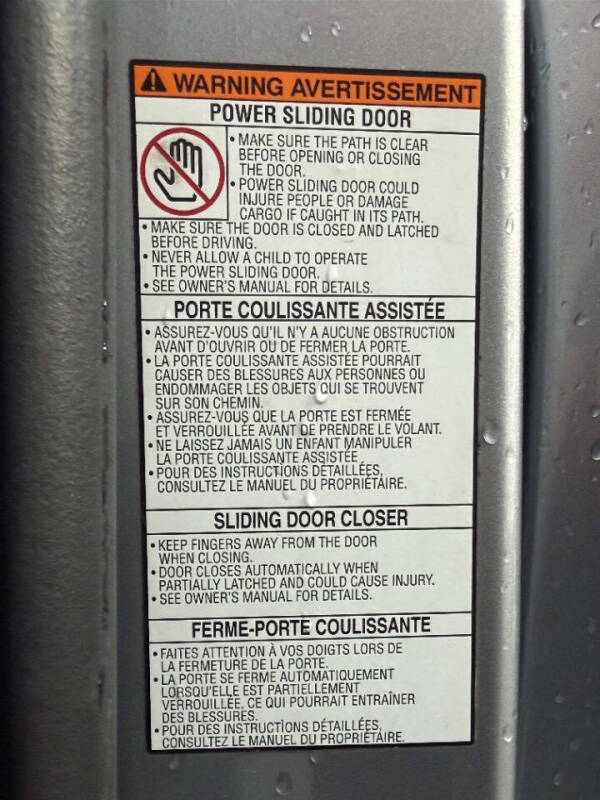 WARNING AVERTISSEMENT
POWER SLIDING DOOR
• MAKE SURE THE PATH IS CLEAR
BEFORE OPENING OR CLOSING
THE DOOR.
• POWER SLIDING DOOR COULD
INJURE PEOPLE OR DAMAGE
CARGO IF CAUGHT IN ITS PATH.
• MAKE SURE THE DOOR IS CLOSED AND LATCHED
BEFORE DRIVING.
• NEVER ALLOW A CHILD TO OPERATE
THE POWER SLIDING DOOR.
• SEE OWNER'S MANUAL FOR DETAILS.
PORTE COULISSANTE ASSISTÉE
• ASSUREZ-VOUS QU'IL N'Y A AUCUNE OBSTRUCTION
AVANT D'OUVRIR OU DE FERMER LA PORTE.
• LA PORTE COULISSANTE ASSISTÉE POURRAIT
CAUSER DES BLESSURES AUX PERSONNES OU
ENDOMMAGER LES OBJETS QUI SE TROUVENT
SUR SON CHEMIN.
• ASSUREZ-VOUS QUE LA PORTE EST FERMÉE
ET VERROUILLÉE AVANT DE PRENDRE LE VOLANT.
• NE LAISSEZ JAMAIS UN ENFANT MANIPULER
LA PORTE COULISSANTE ASSISTÉE.
• POUR DES INSTRUCTIONS DÉTAILLÉES,
CONSULTEZ LE MANUEL DU PROPRIÉTAIRE.
SLIDING DOOR CLOSER
• KEEP FINGERS AWAY FROM THE DOOR
WHEN CLOSING.
• DOOR CLOSES AUTOMATICALLY WHEN
PARTIALLY LATCHED AND COULD CAUSE INJURY.
• SEE OWNER'S MANUAL FOR DETAILS.
FERME-PORTE COULISSANTE
• FAITES ATTENTION À VOS DOIGTS LORS DE
LA FERMETURE DE LA PORTE.
• LA PORTE SE FERME AUTOMATIQUEMENT
LORSQU'ELLE EST PARTIELLEMENT
VERROUILLÉE, CE QUI POURRAIT ENTRAÎNER
DES BLESSURES.
• POUR DES INSTRUCTIONS DÉTAILLÉES,
CONSULTEZ LE MANUEL DU PROPRIÉTAIRE.